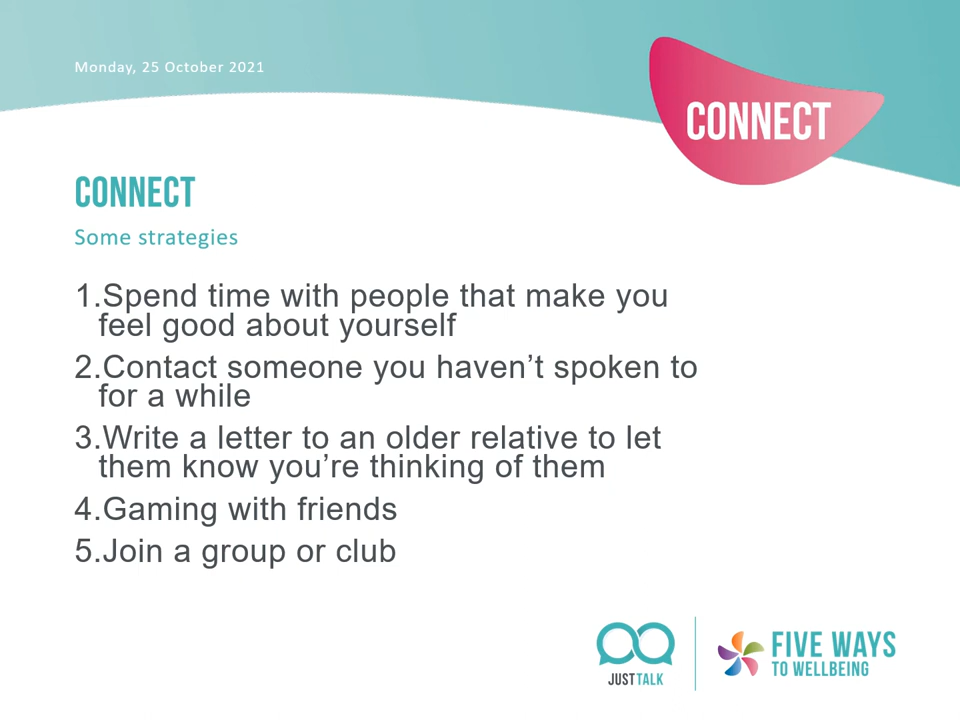 Monday, 25 October 2021
CONNECT
CONNECT
Some strategies
1.Spend time with people that make you
feel good about yourself
2.Contact someone you haven’t spoken to
for a while
3.Write a letter to an older relative to let
them know you’re thinking of them
4.Gaming with friends
5.Join a group or club
JUSTTALK
FIVE WAYS
TO WELLBEING